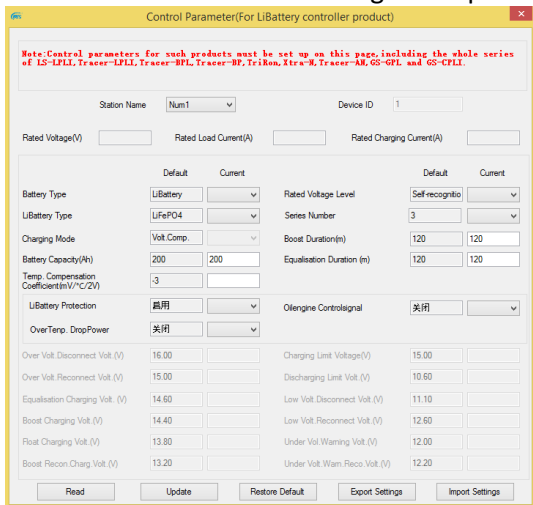 Control Parameter(For LiBattery controller product)
Note:Control parameters for such products must be set up on this page,including the whole series
of LS-LPLI,Tracer-LPLI,Tracer-BPL,Tracer-BP,TriRon,Xtra-N,Tracer-AN,GS-GPL and GS-CPLI.
Station Name Num1 Device ID 1
Rated Voltage(V) Rated Load Current(A) Rated Charging Current(A)
Default Current Default Current
Battery Type LiBattery Rated Voltage Level Self-recognitio
LiBattery Type LiFePO4 Series Number 3
Charging Mode Volt.Comp. Boost Duration(m) 120 120
Battery Capacity(Ah) 200 200 Equalisation Duration (m) 120 120
Temp. Compensation
Coefficient(mV/℃/2V) -3
LiBattery Protection 启用 Oilengine Controlsignal 关闭
OverTenp. DropPower 关闭
Over Volt.Disconnect Volt.(V) 16.00 Charging Limit Voltage(V) 15.00
Over Volt.Reconnect Volt.(V) 15.00 Discharging Limit Volt.(V) 10.60
Equalisation Charging Volt. (V) 14.60 Low Volt.Disconnect Volt.(V) 11.10
Boost Charging Volt.(V) 14.40 Low Volt.Reconnect Volt.(V) 12.60
Float Charging Volt.(V) 13.80 Under Vol.Warning Volt.(V) 12.00
Boost Recon.Charg.Volt.(V) 13.20 Under Volt.Warn.Reco.Volt.(V) 12.20
Read Update Restore Default Export Settings Import Settings